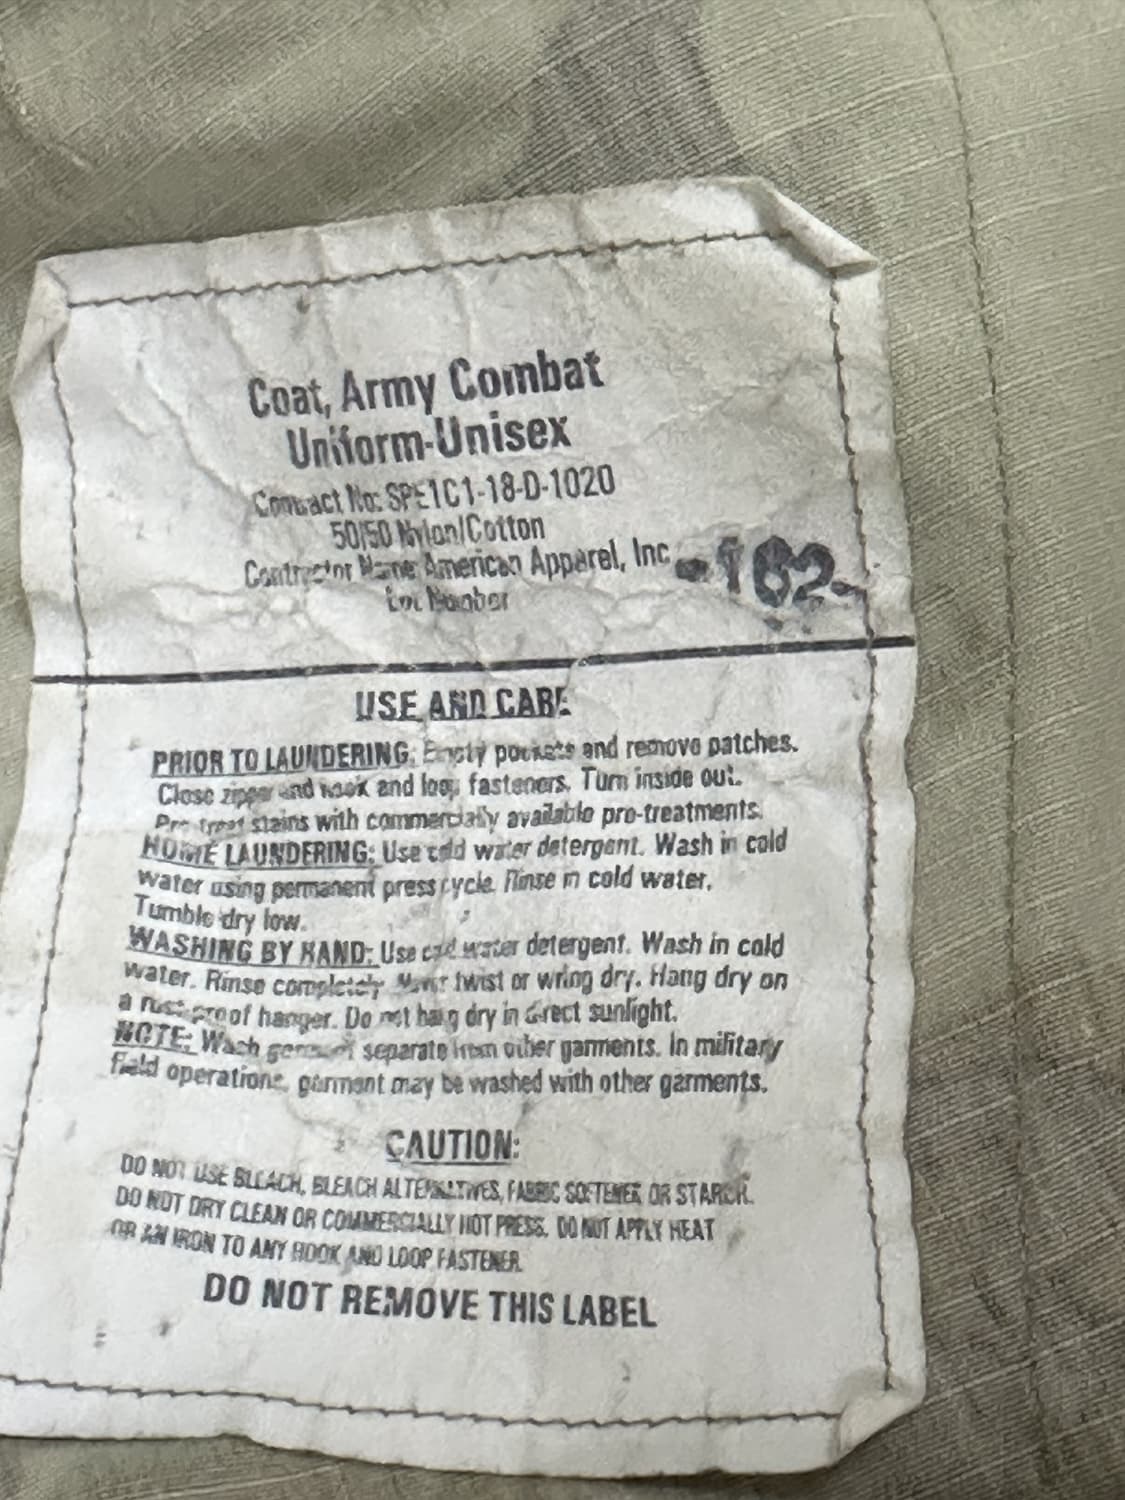 Coat, Army Combat
Uniform-Unisex
Contract No: SPE1C1-18-D-1020
50/50 Nylon/Cotton
Contractor Name: American Apparel, Inc
Lot Number
-162-
USE AND CARE
PRIOR TO LAUNDERING: Empty pockets and remove patches.
Close zipper and hook and loop fasteners. Turn inside out.
Pre-treat stains with commercially available pre-treatments.
HOME LAUNDERING: Use cold water detergent. Wash in cold
water using permanent press cycle. Rinse in cold water.
Tumble dry low.
WASHING BY HAND: Use cold water detergent. Wash in cold
water. Rinse completely. Never twist or wring dry. Hang dry on
a rust-proof hanger. Do not hang dry in direct sunlight.
NOTE: Wash garment separate from other garments. In military
field operations, garment may be washed with other garments.
CAUTION:
DO NOT USE BLEACH, BLEACH ALTERNATIVES, FABRIC SOFTENER OR STARCH.
DO NOT DRY CLEAN OR COMMERCIALLY HOT PRESS. DO NOT APPLY HEAT
OR AN IRON TO ANY HOOK AND LOOP FASTENER.
DO NOT REMOVE THIS LABEL